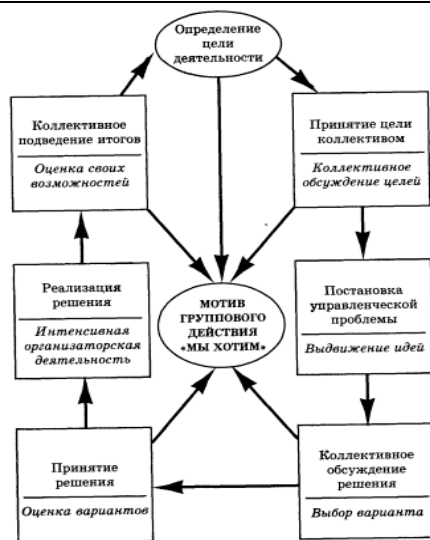 Определение
цели
деятельности
Коллективное
подведение итогов
Оценка своих
возможностей
Принятие цели
коллективом
Коллективное
обсуждение целей
Реализация
решения
Интенсивная
организаторская
деятельность
МОТИВ
ГРУППОВОГО
ДЕЙСТВИЯ
«МЫ ХОТИМ»
Постановка
управленческой
проблемы
Выдвижение идей
Принятие
решения
Оценка вариантов
Коллективное
обсуждение
решения
Выбор варианта